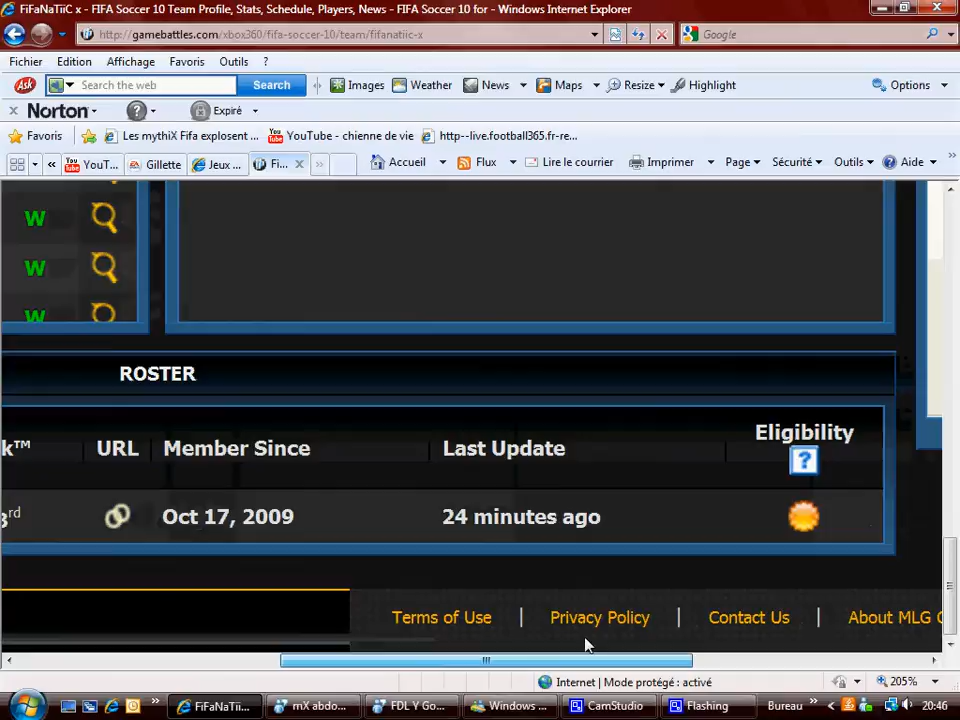 FiFaNaTiiC x - FIFA Soccer 10 Team Profile, Stats, Schedule, Players, News - FIFA Soccer 10 for - Windows Internet Explorer
http://gamebattles.com/xbox360/fifa-soccer-10/team/fifanatiic-x
Google
Fichier Edition Affichage Favoris Outils ?
Ask Search the web Search Images Weather News Maps Resize Highlight Options
x Norton ? Expiré
Favoris Les mythiX Fifa explosent ... YouTube - chienne de vie http--live.football365.fr-re...
YouT... Gillette Jeux ... Fi... Accueil Flux Lire le courrier Imprimer Page Sécurité Outils Aide
W
W
W
ROSTER
k™ URL Member Since Last Update Eligibility
?
3rd Oct 17, 2009 24 minutes ago
Terms of Use | Privacy Policy | Contact Us | About MLG
Internet | Mode protégé : activé 205%
FiFaNaTii... mX abdo... FDL Y Go... Windows ... CamStudio Flashing Bureau 20:46